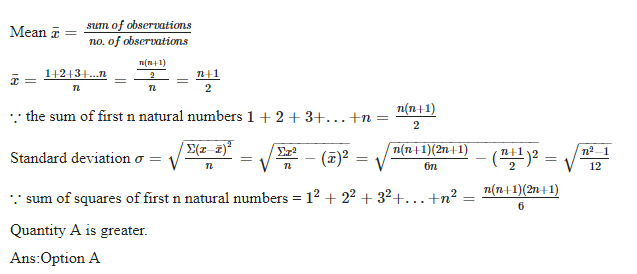 Mean x̄ = sum of observations / no. of observations
x̄ = (1+2+3+...n)/n = (n(n+1)/2)/n = (n+1)/2
∵ the sum of first n natural numbers 1 + 2 + 3+...+n = n(n+1)/2
Standard deviation σ = √(Σ(x−x̄)²/n) = √(Σx²/n − (x̄)²) = √(n(n+1)(2n+1)/6n − ((n+1)/2)²) = √((n²−1)/12)
∵ sum of squares of first n natural numbers = 1² + 2² + 3²+...+n² = n(n+1)(2n+1)/6
Quantity A is greater.
Ans:Option A